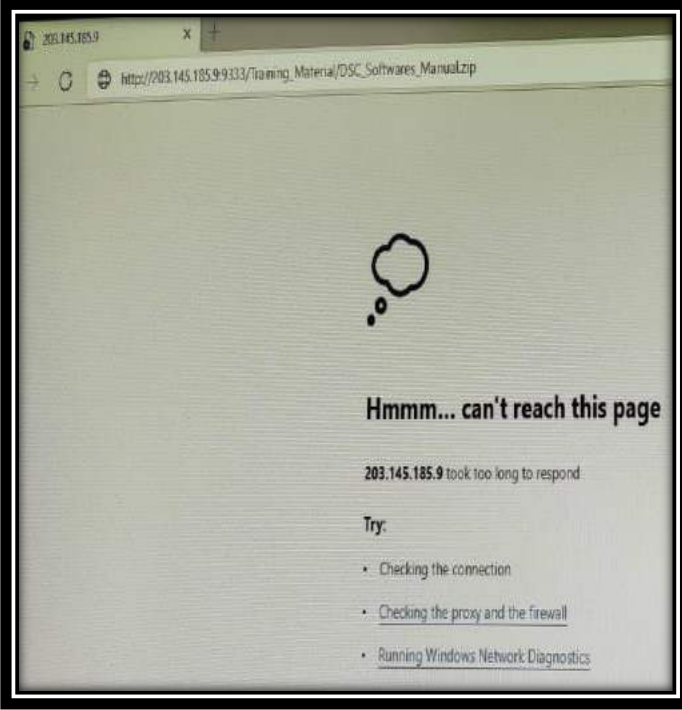 203.145.185.9
http://203.145.185.9:9333/Training_Material/DSC_Softwares_Manual.zip
Hmmm... can't reach this page
203.145.185.9 took too long to respond
Try:
• Checking the connection
• Checking the proxy and the firewall
• Running Windows Network Diagnostics